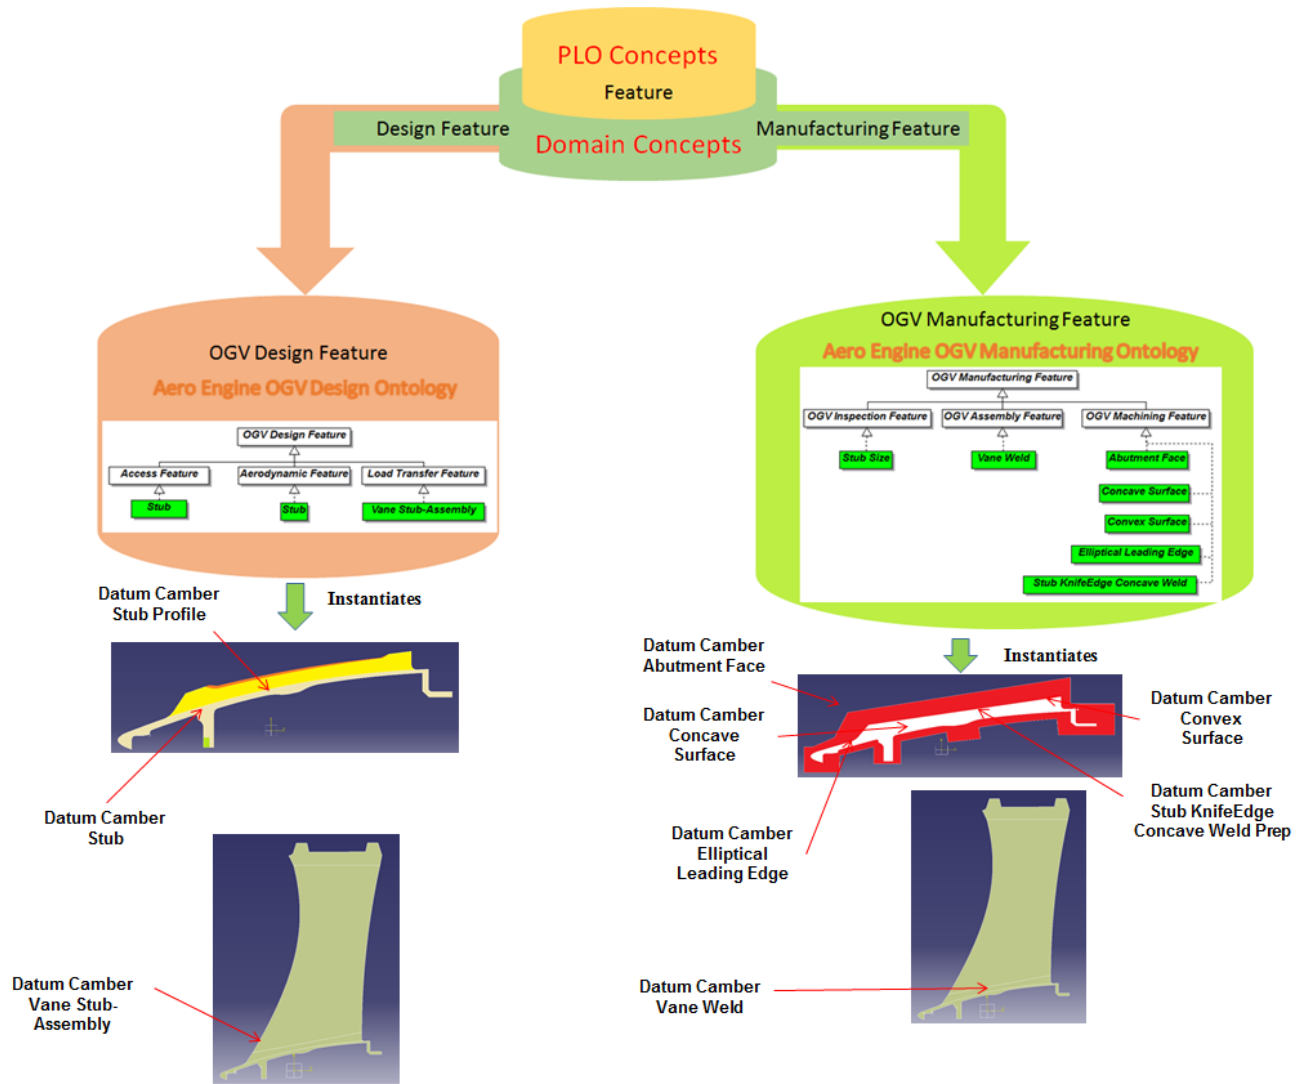 PLO Concepts
Feature
Design Feature
Manufacturing Feature
Domain Concepts
OGV Design Feature
Aero Engine OGV Design Ontology
OGV Design Feature
Access Feature
Aerodynamic Feature
Load Transfer Feature
Stub
Stub
Vane Stub-Assembly
Instantiates
Datum Camber
Stub Profile
Datum Camber
Stub
Datum Camber
Vane Stub-
Assembly
OGV Manufacturing Feature
Aero Engine OGV Manufacturing Ontology
OGV Manufacturing Feature
OGV Inspection Feature
OGV Assembly Feature
OGV Machining Feature
Stub Size
Vane Weld
Abutment Face
Concave Surface
Convex Surface
Elliptical Leading Edge
Stub KnifeEdge Concave Weld
Instantiates
Datum Camber
Abutment Face
Datum Camber
Concave
Surface
Datum Camber
Convex
Surface
Datum Camber
Elliptical
Leading Edge
Datum Camber
Stub KnifeEdge
Concave Weld Prep
Datum Camber
Vane Weld